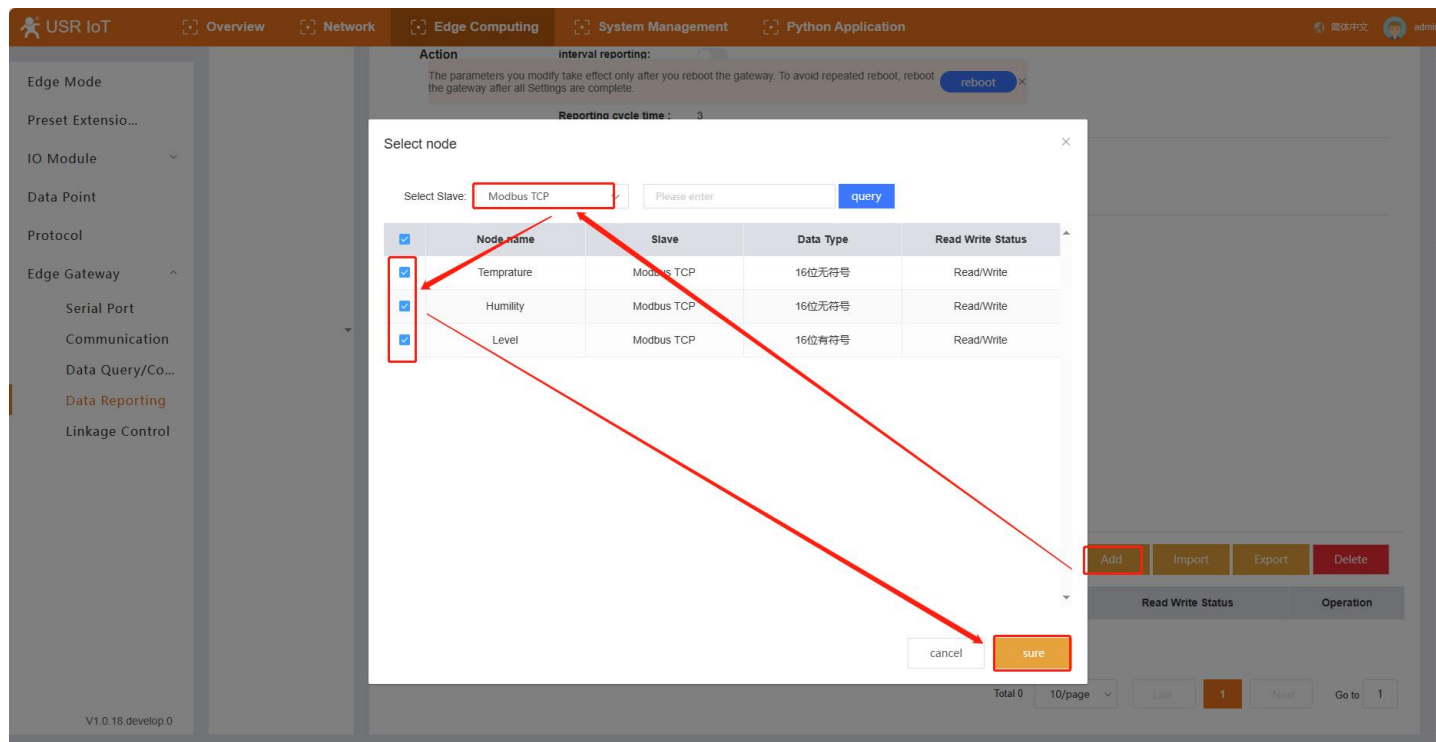 USR IoT Overview Network Edge Computing System Management Python Application 简体中文 admin
Edge Mode
Preset Extensio...
IO Module
Data Point
Protocol
Edge Gateway
Serial Port
Communication
Data Query/Co...
Data Reporting
Linkage Control
V1.0.18.develop.0
Action interval reporting:
The parameters you modify take effect only after you reboot the gateway. To avoid repeated reboot, reboot
the gateway after all Settings are complete.
reboot
Reporting cycle time : 3
Select node
Select Slave: Modbus TCP Please enter query
Node name Slave Data Type Read Write Status
Temprature Modbus TCP 16位无符号 Read/Write
Humility Modbus TCP 16位无符号 Read/Write
Level Modbus TCP 16位有符号 Read/Write
Add Import Export Delete
Read Write Status Operation
cancel sure
Total 0 10/page Last 1 Next Go to 1